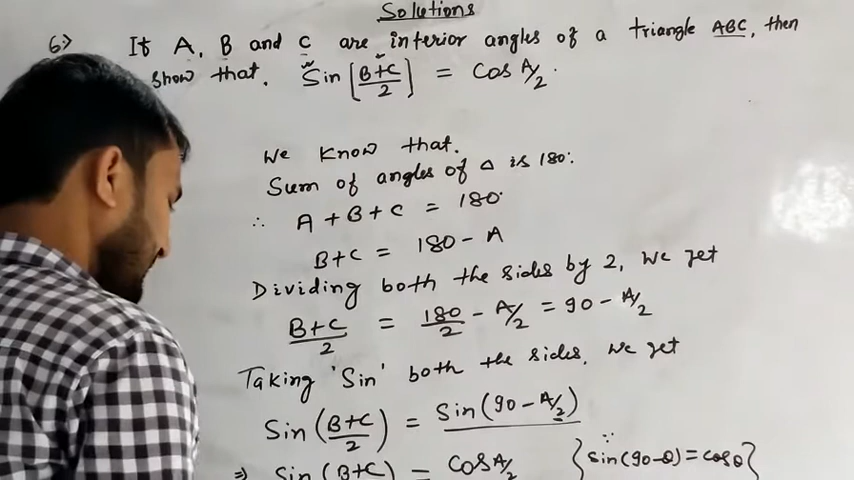 Solutions
6> If A, B and C are interior angles of a triangle ABC, then
show that. Sin [B+C/2] = Cos A/2.
We know that.
Sum of angles of Δ is 180°.
∴ A + B + C = 180°
B+C = 180 - A
Dividing both the sides by 2, We get
B+C/2 = 180/2 - A/2 = 90 - A/2
Taking 'Sin' both the sides, We get
Sin (B+C/2) = Sin(90 - A/2)
⇒ Sin (B+C) = Cos A/2 {∵ Sin(90-θ) = Cosθ}